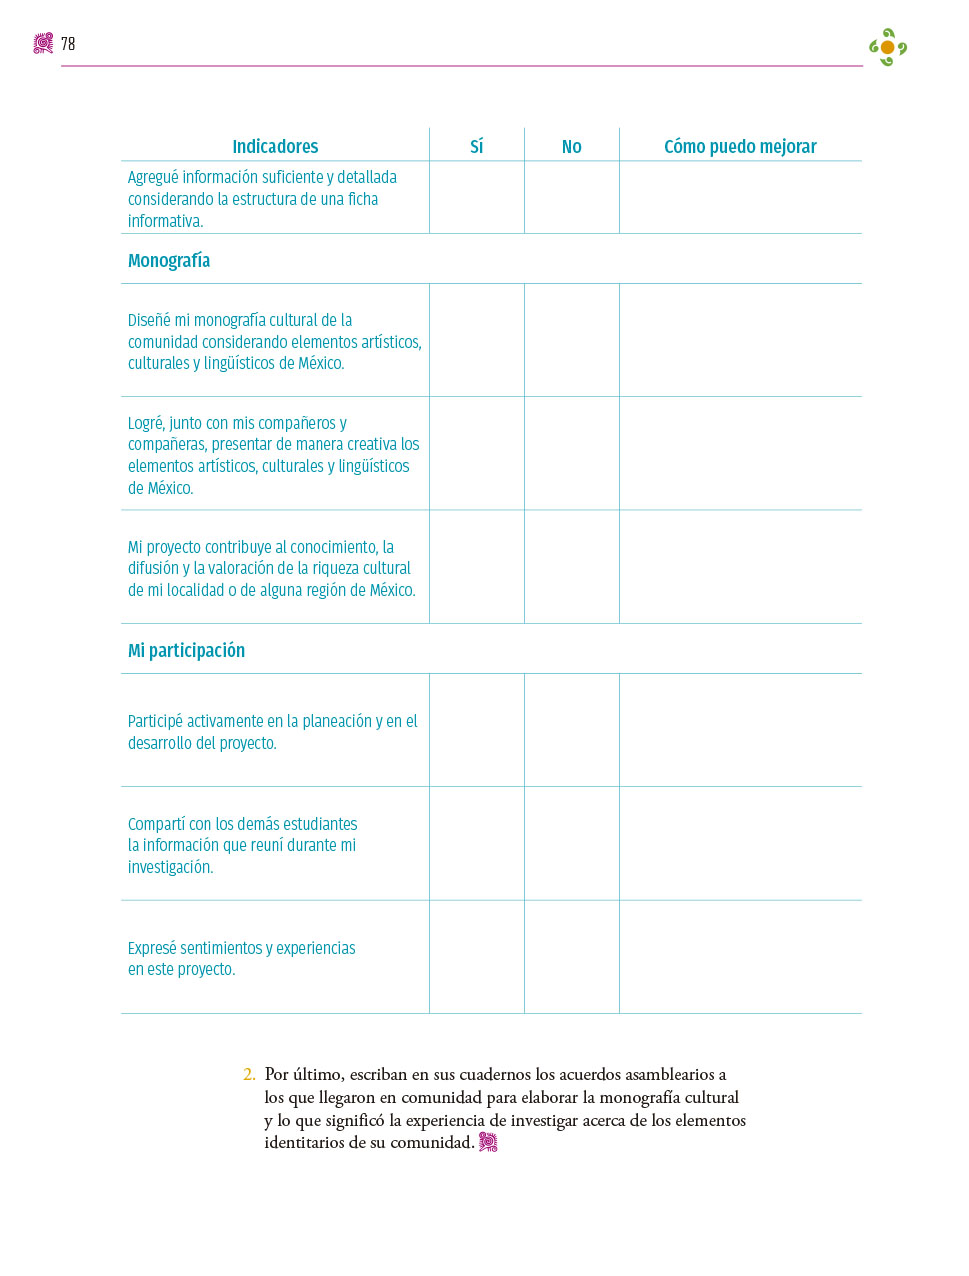 78
Indicadores Sí No Cómo puedo mejorar
Agregué información suficiente y detallada
considerando la estructura de una ficha
informativa.
Monografía
Diseñé mi monografía cultural de la
comunidad considerando elementos artísticos,
culturales y lingüísticos de México.
Logré, junto con mis compañeros y
compañeras, presentar de manera creativa los
elementos artísticos, culturales y lingüísticos
de México.
Mi proyecto contribuye al conocimiento, la
difusión y la valoración de la riqueza cultural
de mi localidad o de alguna región de México.
Mi participación
Participé activamente en la planeación y en el
desarrollo del proyecto.
Compartí con los demás estudiantes
la información que reuní durante mi
investigación.
Expresé sentimientos y experiencias
en este proyecto.
2. Por último, escriban en sus cuadernos los acuerdos asamblearios a
los que llegaron en comunidad para elaborar la monografía cultural
y lo que significó la experiencia de investigar acerca de los elementos
identitarios de su comunidad.